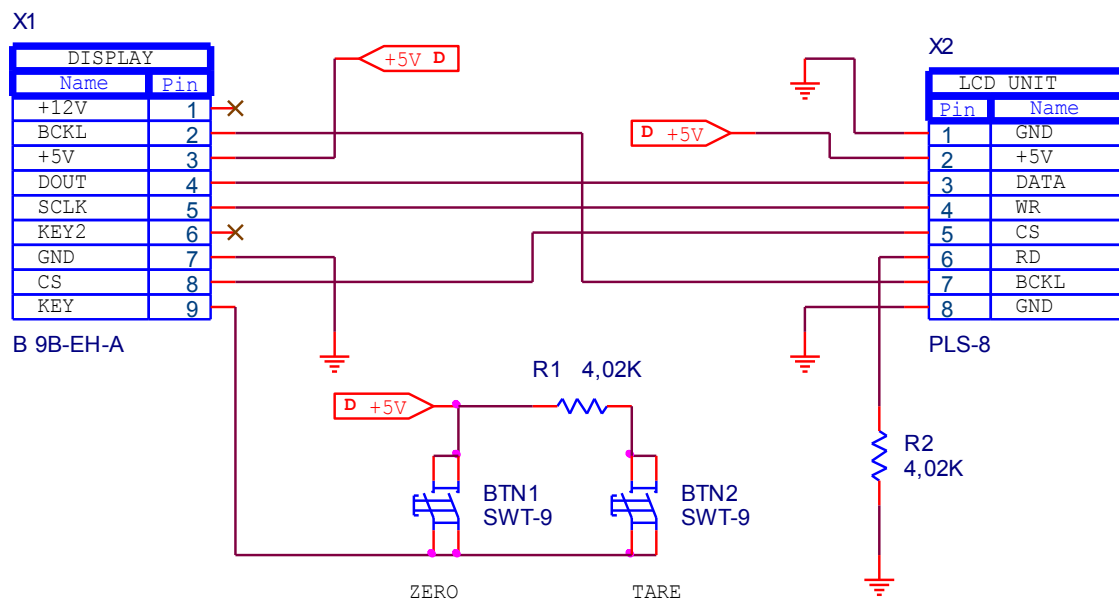 X1
DISPLAY
Name Pin
+12V 1
BCKL 2
+5V 3
DOUT 4
SCLK 5
KEY2 6
GND 7
CS 8
KEY 9
B 9B-EH-A
+5V D
D +5V
X2
LCD UNIT
Pin Name
1 GND
2 +5V
3 DATA
4 WR
5 CS
6 RD
7 BCKL
8 GND
PLS-8
R1 4,02K
D +5V
BTN1
SWT-9
BTN2
SWT-9
R2
4,02K
ZERO TARE